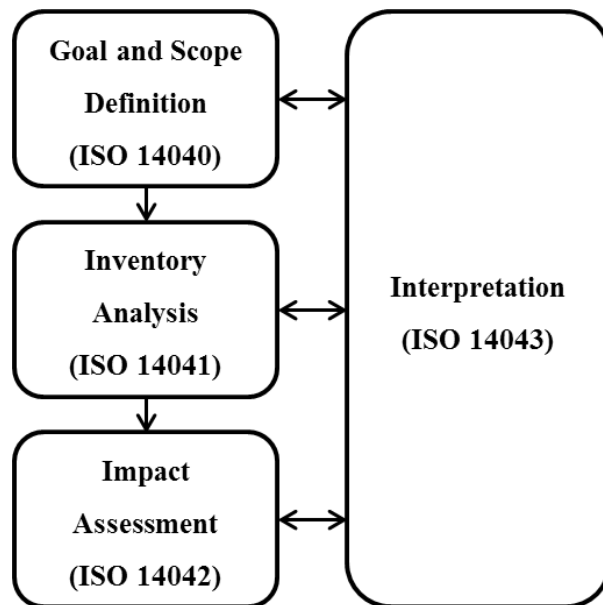 Goal and Scope
Definition
(ISO 14040)
Inventory
Analysis
(ISO 14041)
Impact
Assessment
(ISO 14042)
Interpretation
(ISO 14043)